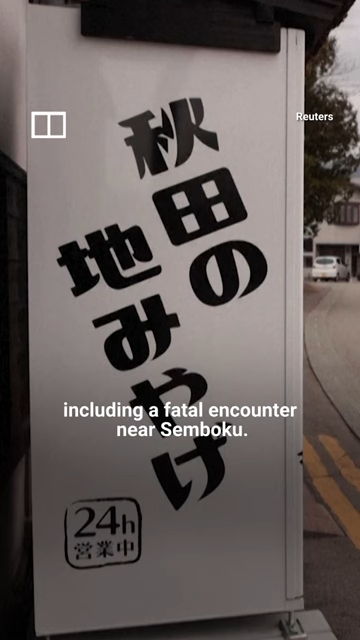 Reuters
秋田の
地みやげ
including a fatal encounter
near Semboku.
24h
営業中